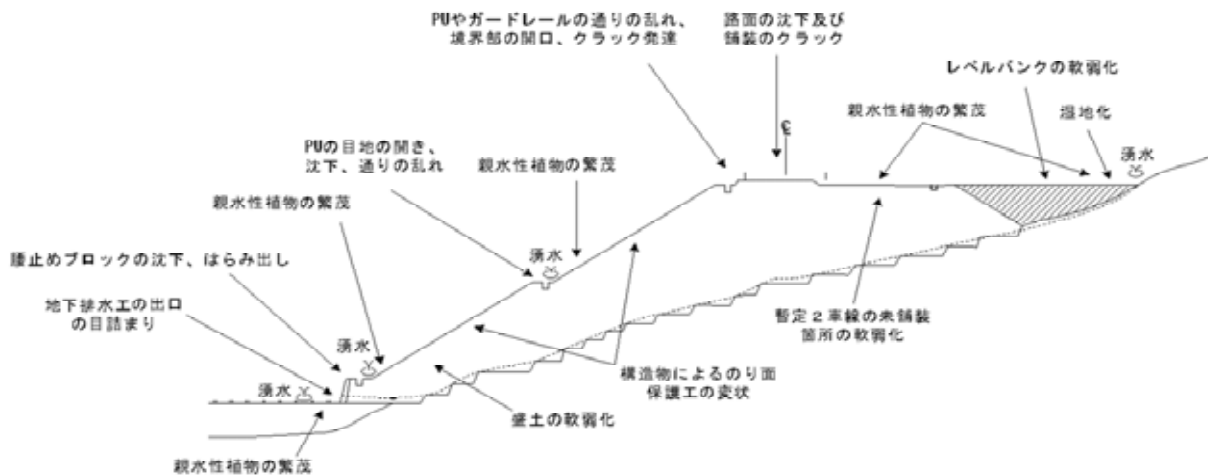 PUやガードレールの通りの乱れ、
境界部の開口、クラック発達
路面の沈下及び
舗装のクラック
レベルバンクの軟弱化
親水性植物の繁茂
湿地化
湧水
PUの目地の開き、
沈下、通りの乱れ
親水性植物の繁茂
親水性植物の繁茂
湧水
腰止めブロックの沈下、はらみ出し
地下排水工の出口
の目詰まり
湧水
湧水
暫定2車線の未舗装
箇所の軟弱化
構造物によるのり面
保護工の変状
盛土の軟弱化
親水性植物の繁茂